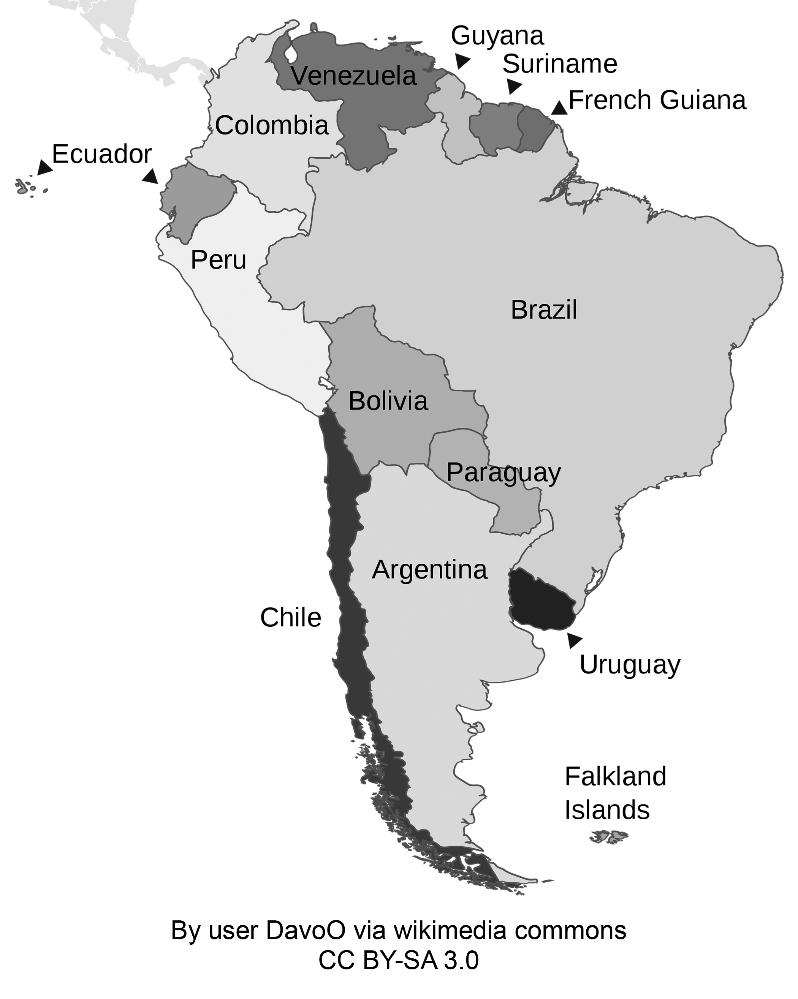 Guyana
Suriname
Venezuela
French Guiana
Colombia
Ecuador
Peru
Brazil
Bolivia
Paraguay
Argentina
Chile
Uruguay
Falkland
Islands
By user DavoO via wikimedia commons
CC BY-SA 3.0